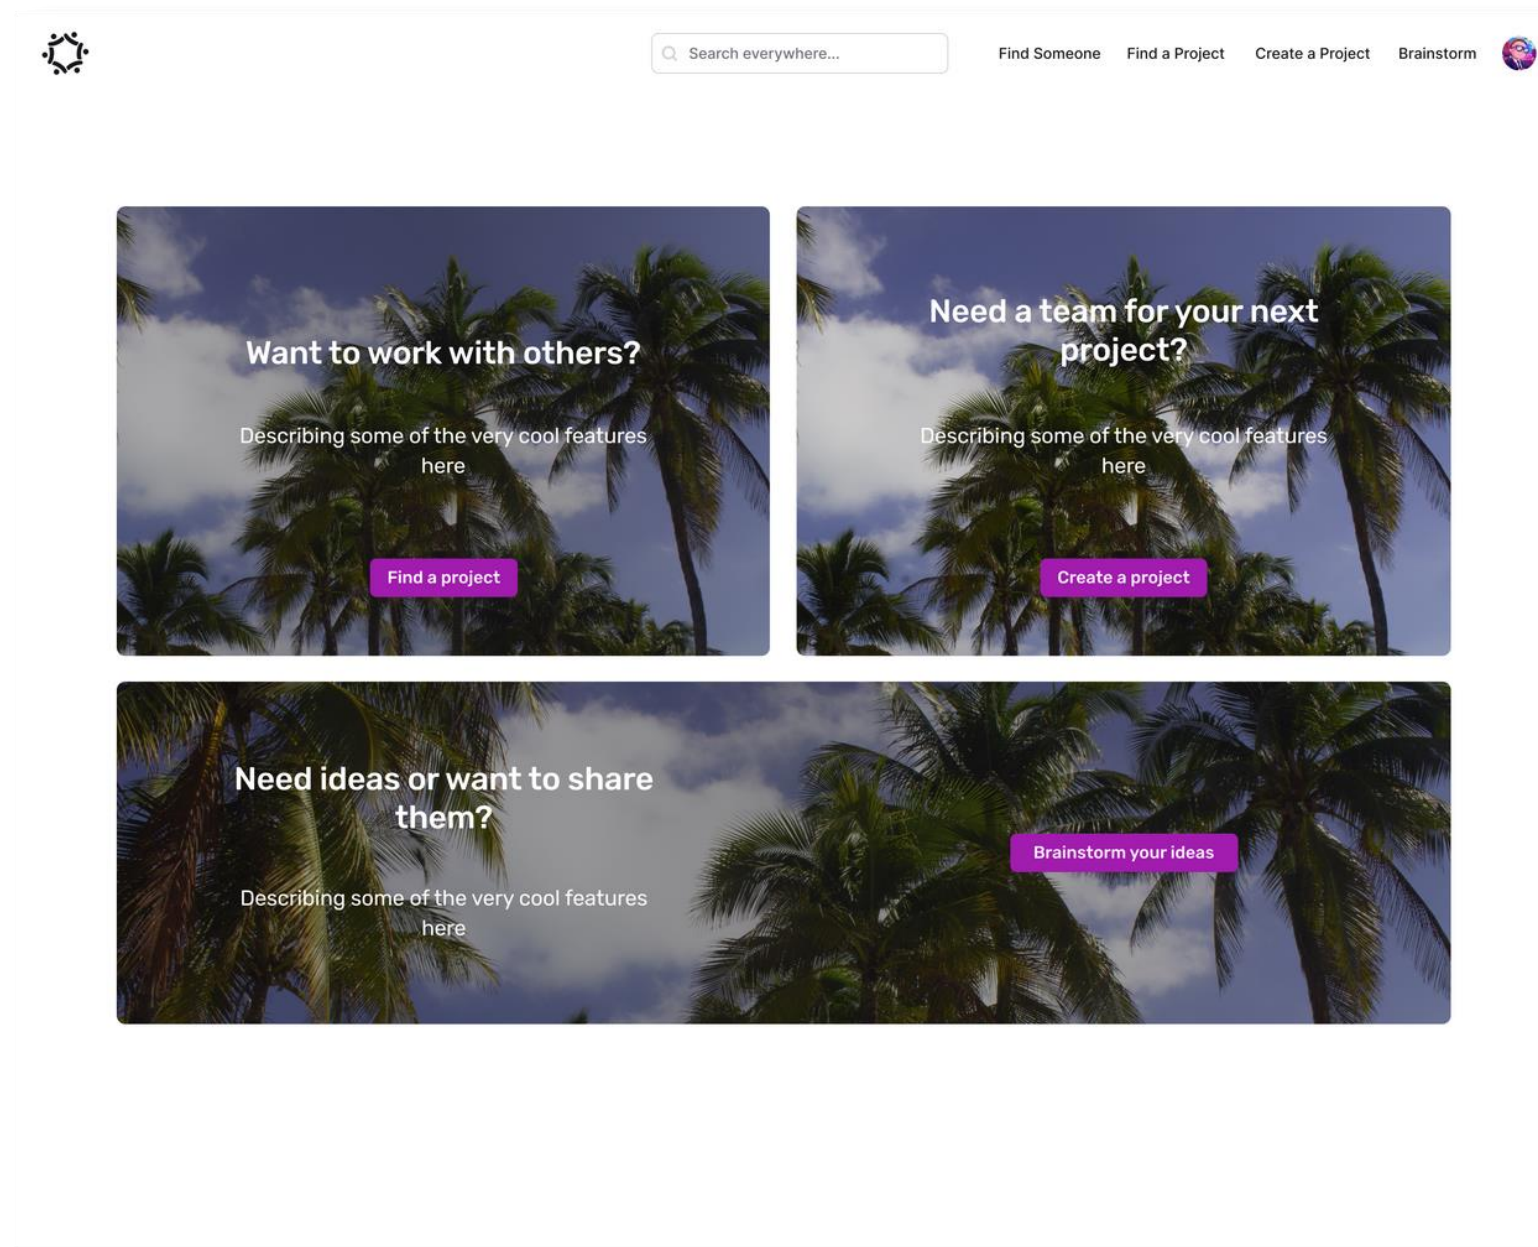 Search everywhere...
Find Someone
Find a Project
Create a Project
Brainstorm
Want to work with others?
Describing some of the very cool features
here
Find a project
Need a team for your next
project?
Describing some of the very cool features
here
Create a project
Need ideas or want to share
them?
Describing some of the very cool features
here
Brainstorm your ideas